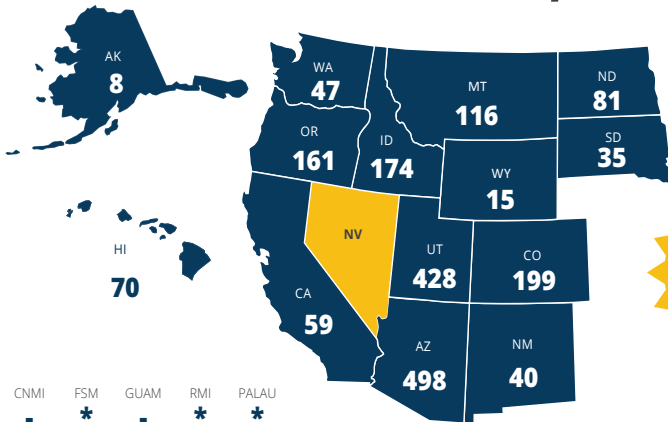 AK
8
WA
47
MT
116
ND
81
OR
161
ID
174
SD
35
WY
15
NV
HI
70
UT
428
CO
199
CA
59
AZ
498
NM
40
CNMI FSM GUAM RMI PALAU
- * - * *